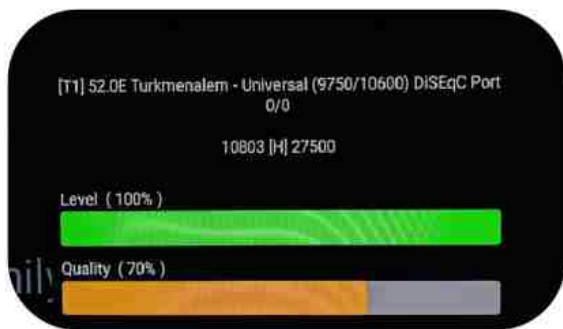 [T1] 52.0E Turkmenalem - Universal (9750/10600) DiSEqC Port
0/0
10803 [H] 27500
Level ( 100% )
Quality ( 70% )